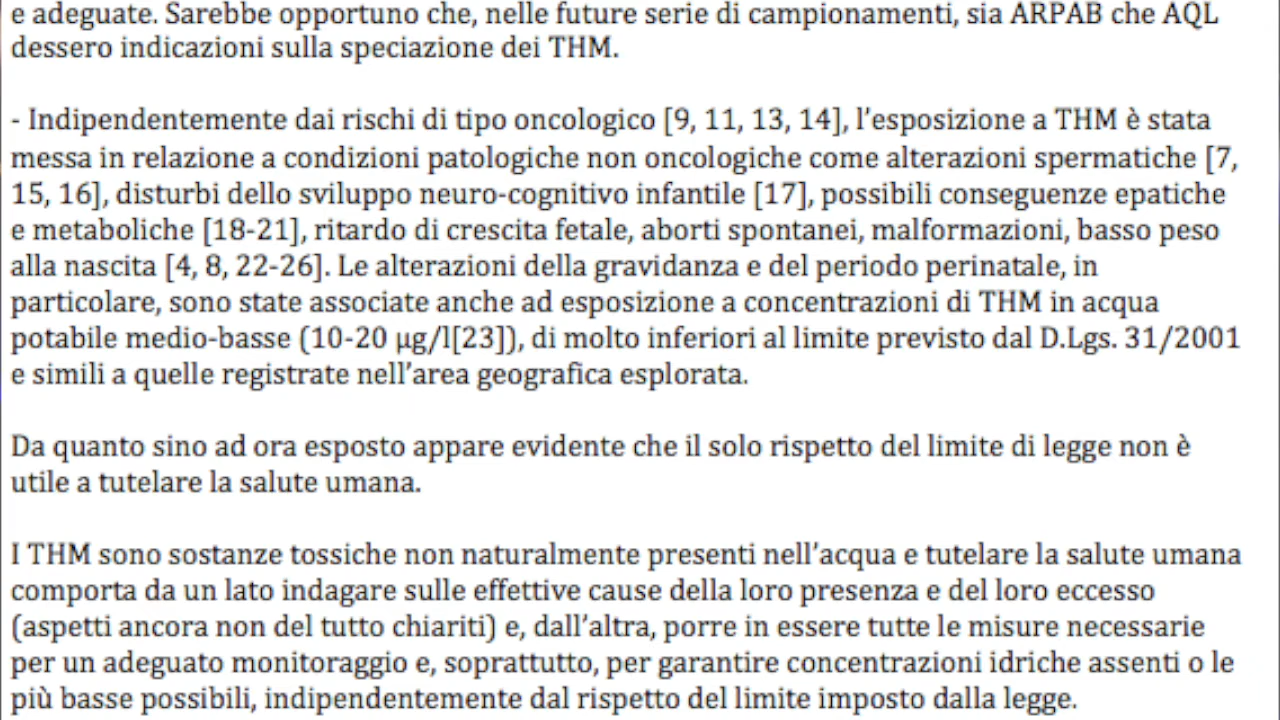 e adeguate. Sarebbe opportuno che, nelle future serie di campionamenti, sia ARPAB che AQL
dessero indicazioni sulla speciazione dei THM.
- Indipendentemente dai rischi di tipo oncologico [9, 11, 13, 14], l’esposizione a THM è stata
messa in relazione a condizioni patologiche non oncologiche come alterazioni spermatiche [7,
15, 16], disturbi dello sviluppo neuro-cognitivo infantile [17], possibili conseguenze epatiche
e metaboliche [18-21], ritardo di crescita fetale, aborti spontanei, malformazioni, basso peso
alla nascita [4, 8, 22-26]. Le alterazioni della gravidanza e del periodo perinatale, in
particolare, sono state associate anche ad esposizione a concentrazioni di THM in acqua
potabile medio-basse (10-20 µg/l[23]), di molto inferiori al limite previsto dal D.Lgs. 31/2001
e simili a quelle registrate nell’area geografica esplorata.
Da quanto sino ad ora esposto appare evidente che il solo rispetto del limite di legge non è
utile a tutelare la salute umana.
I THM sono sostanze tossiche non naturalmente presenti nell’acqua e tutelare la salute umana
comporta da un lato indagare sulle effettive cause della loro presenza e del loro eccesso
(aspetti ancora non del tutto chiariti) e, dall’altra, porre in essere tutte le misure necessarie
per un adeguato monitoraggio e, soprattutto, per garantire concentrazioni idriche assenti o le
più basse possibili, indipendentemente dal rispetto del limite imposto dalla legge.